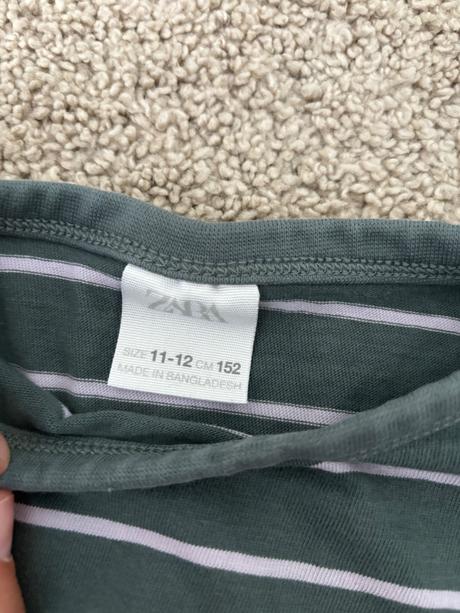 ZARA
SIZE 11-12 CM 152
MADE IN BANGLADESH